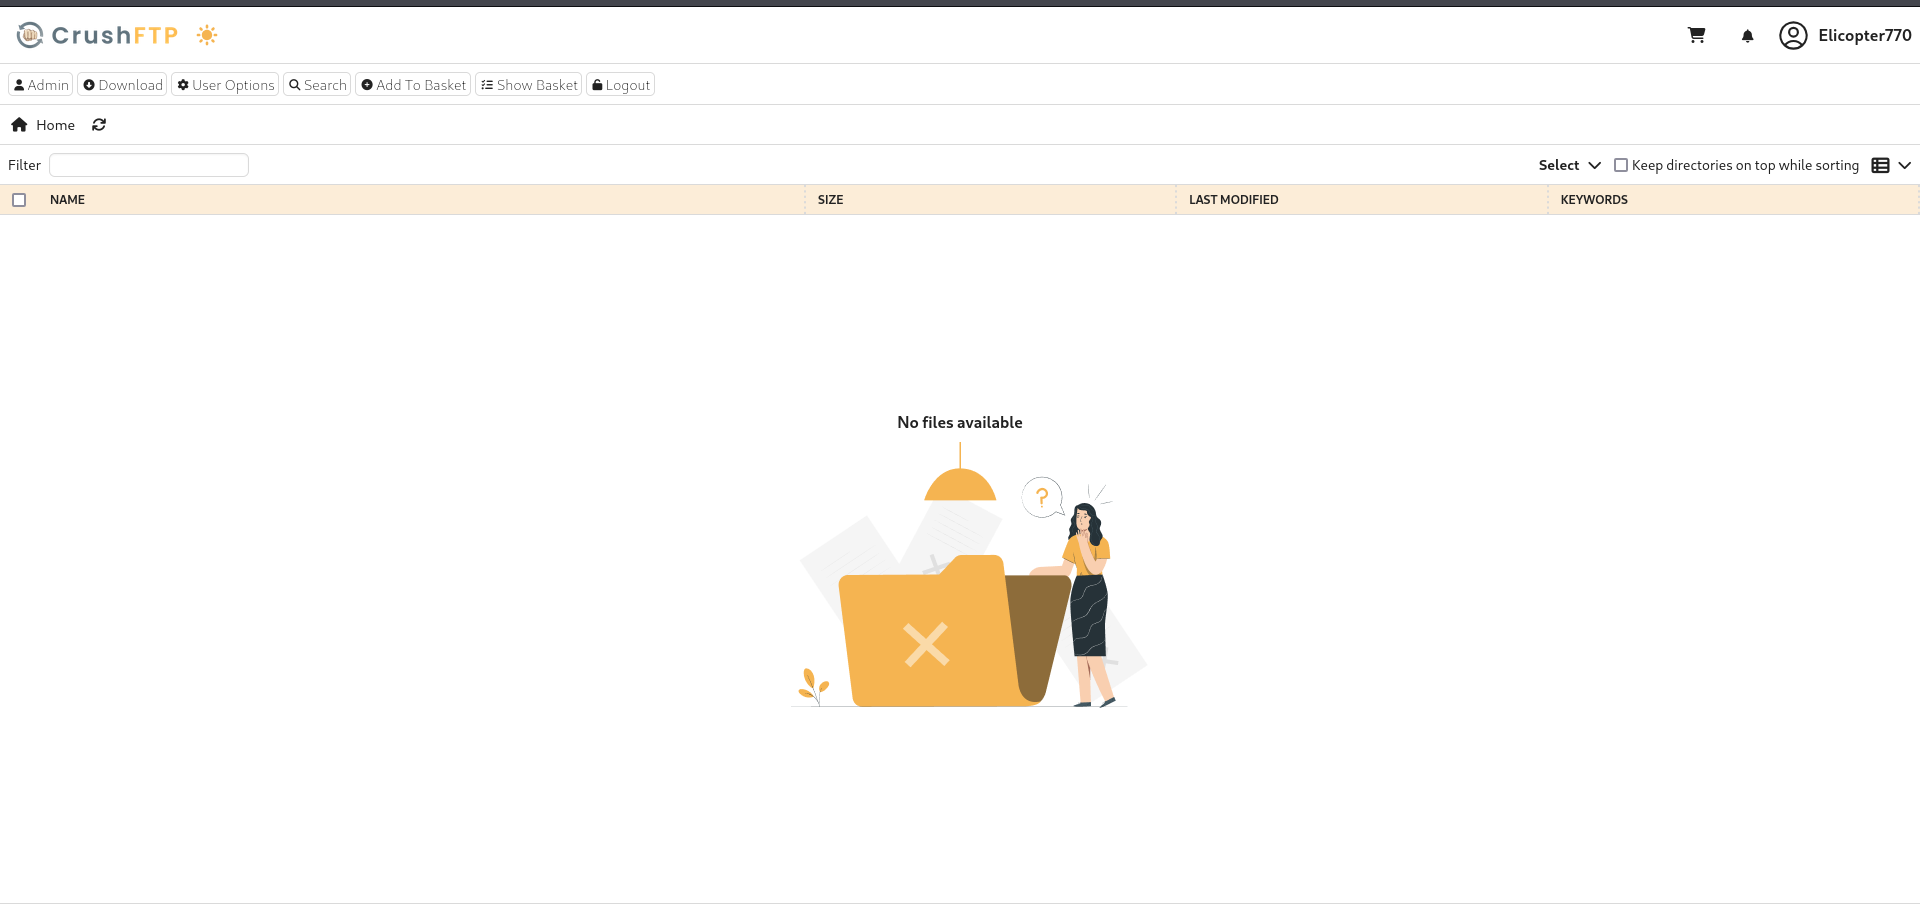 CrushFTP
Elicopter770
Admin Download User Options Search Add To Basket Show Basket Logout
Home
Filter
Select Keep directories on top while sorting
NAME SIZE LAST MODIFIED KEYWORDS
No files available
?